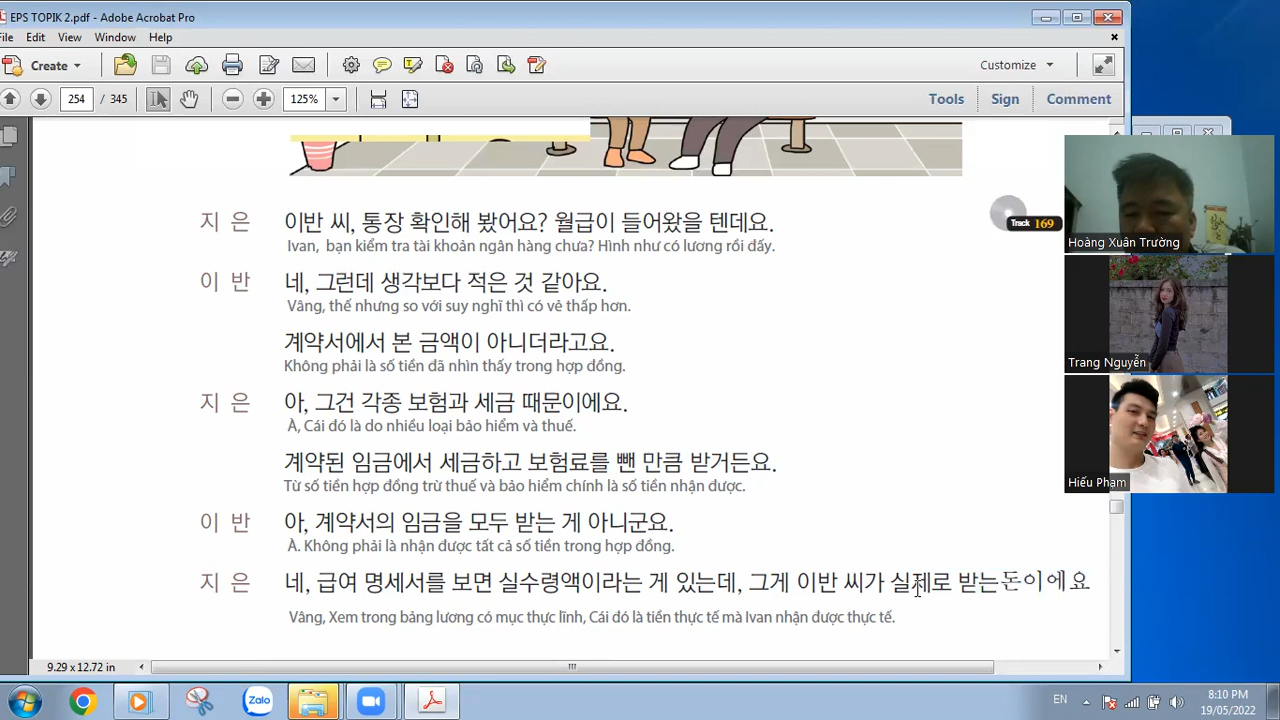 EPS TOPIK 2.pdf - Adobe Acrobat Pro
File Edit View Window Help
Create Customize
254 / 345 125% Tools Sign Comment
지 은 이반 씨, 통장 확인해 봤어요? 월급이 들어왔을 텐데요.
Track 169
Ivan, bạn kiểm tra tài khoản ngân hàng chưa? Hình như có lương rồi đấy.
Hoàng Xuân Trường
이 반 네, 그런데 생각보다 적은 것 같아요.
Vâng, thế nhưng so với suy nghĩ thì có vẻ thấp hơn.
계약서에서 본 금액이 아니더라고요.
Không phải là số tiền đã nhìn thấy trong hợp đồng.
Trang Nguyễn
지 은 아, 그건 각종 보험과 세금 때문이에요.
À, Cái đó là do nhiều loại bảo hiểm và thuế.
계약된 임금에서 세금하고 보험료를 뺀 만큼 받거든요.
Từ số tiền hợp đồng trừ thuế và bảo hiểm chính là số tiền nhận được.
Hiếu Phạm
이 반 아, 계약서의 임금을 모두 받는 게 아니군요.
À. Không phải là nhận được tất cả số tiền trong hợp đồng.
지 은 네, 급여 명세서를 보면 실수령액이라는 게 있는데, 그게 이반 씨가 실제로 받는돈이에요
Vâng, Xem trong bảng lương có mục thực lĩnh, Cái đó là tiền thực tế mà Ivan nhận được thực tế.
9.29 x 12.72 in
Zalo
EN
8:10 PM
19/05/2022